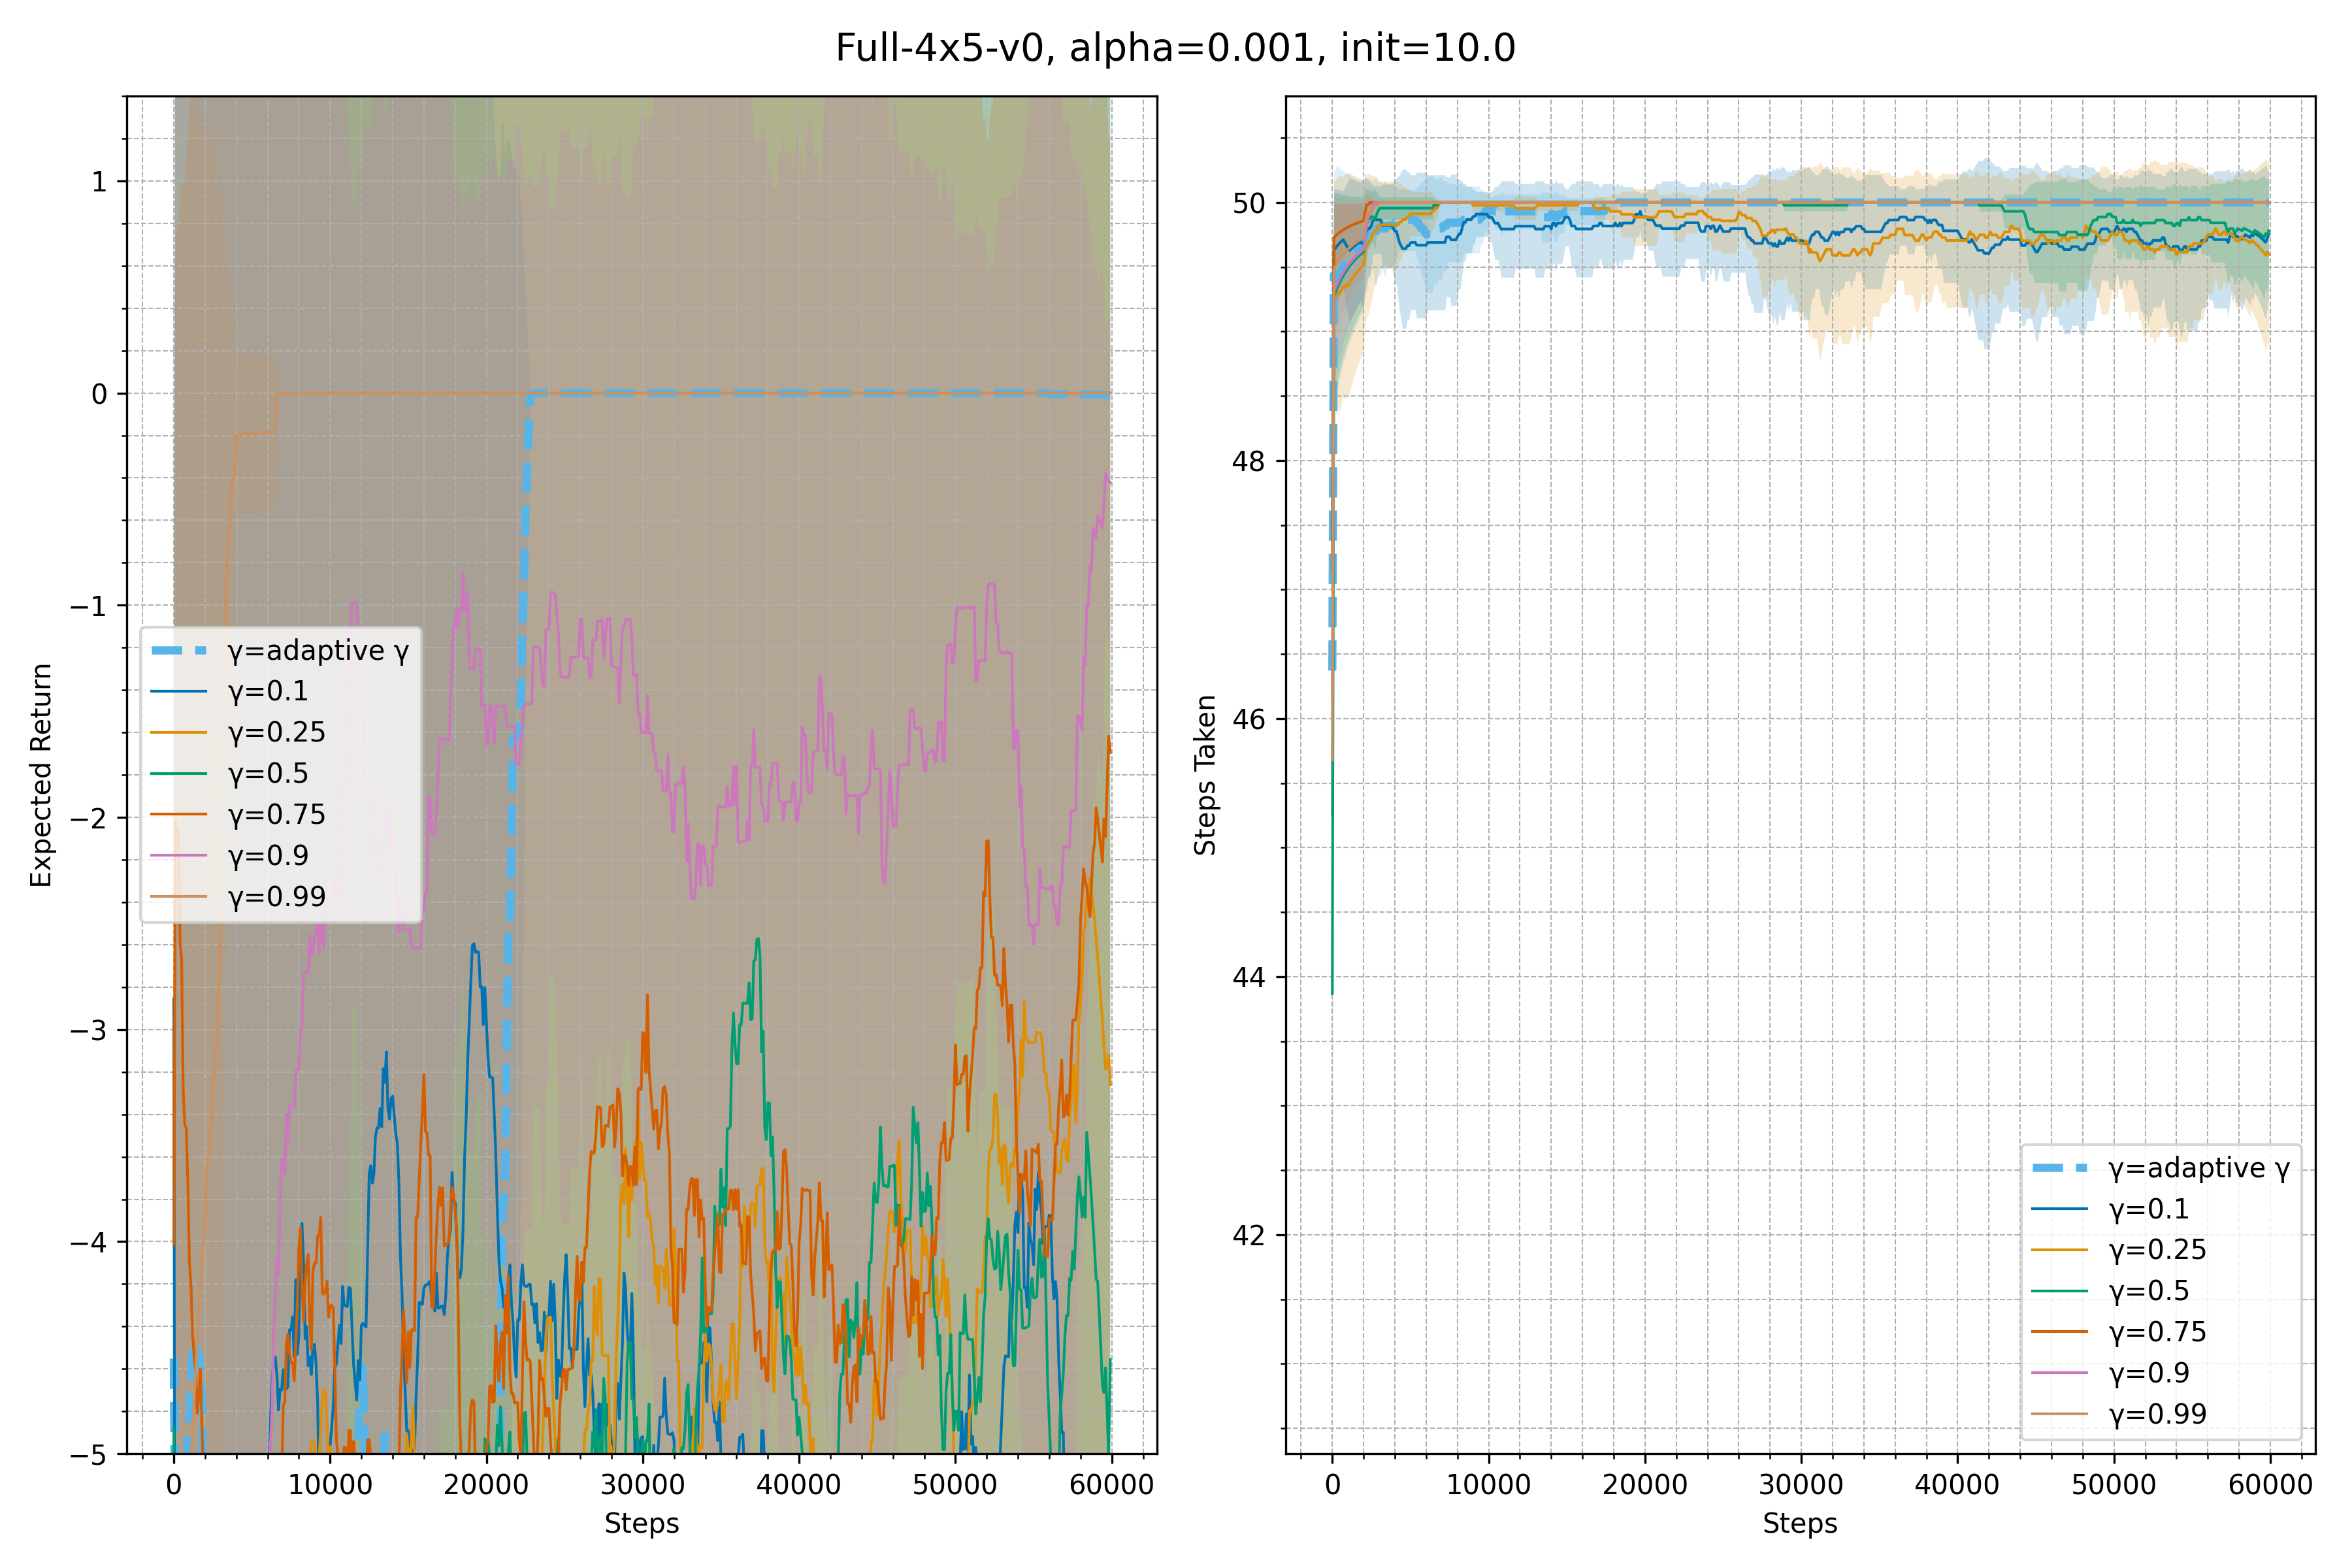 Full-4x5-v0, alpha=0.001, init=10.0
Expected Return
1
0
−1
−2
−3
−4
−5
γ=adaptive γ
γ=0.1
γ=0.25
γ=0.5
γ=0.75
γ=0.9
γ=0.99
0 10000 20000 30000 40000 50000 60000
Steps
Steps Taken
50
48
46
44
42
γ=adaptive γ
γ=0.1
γ=0.25
γ=0.5
γ=0.75
γ=0.9
γ=0.99
0 10000 20000 30000 40000 50000 60000
Steps